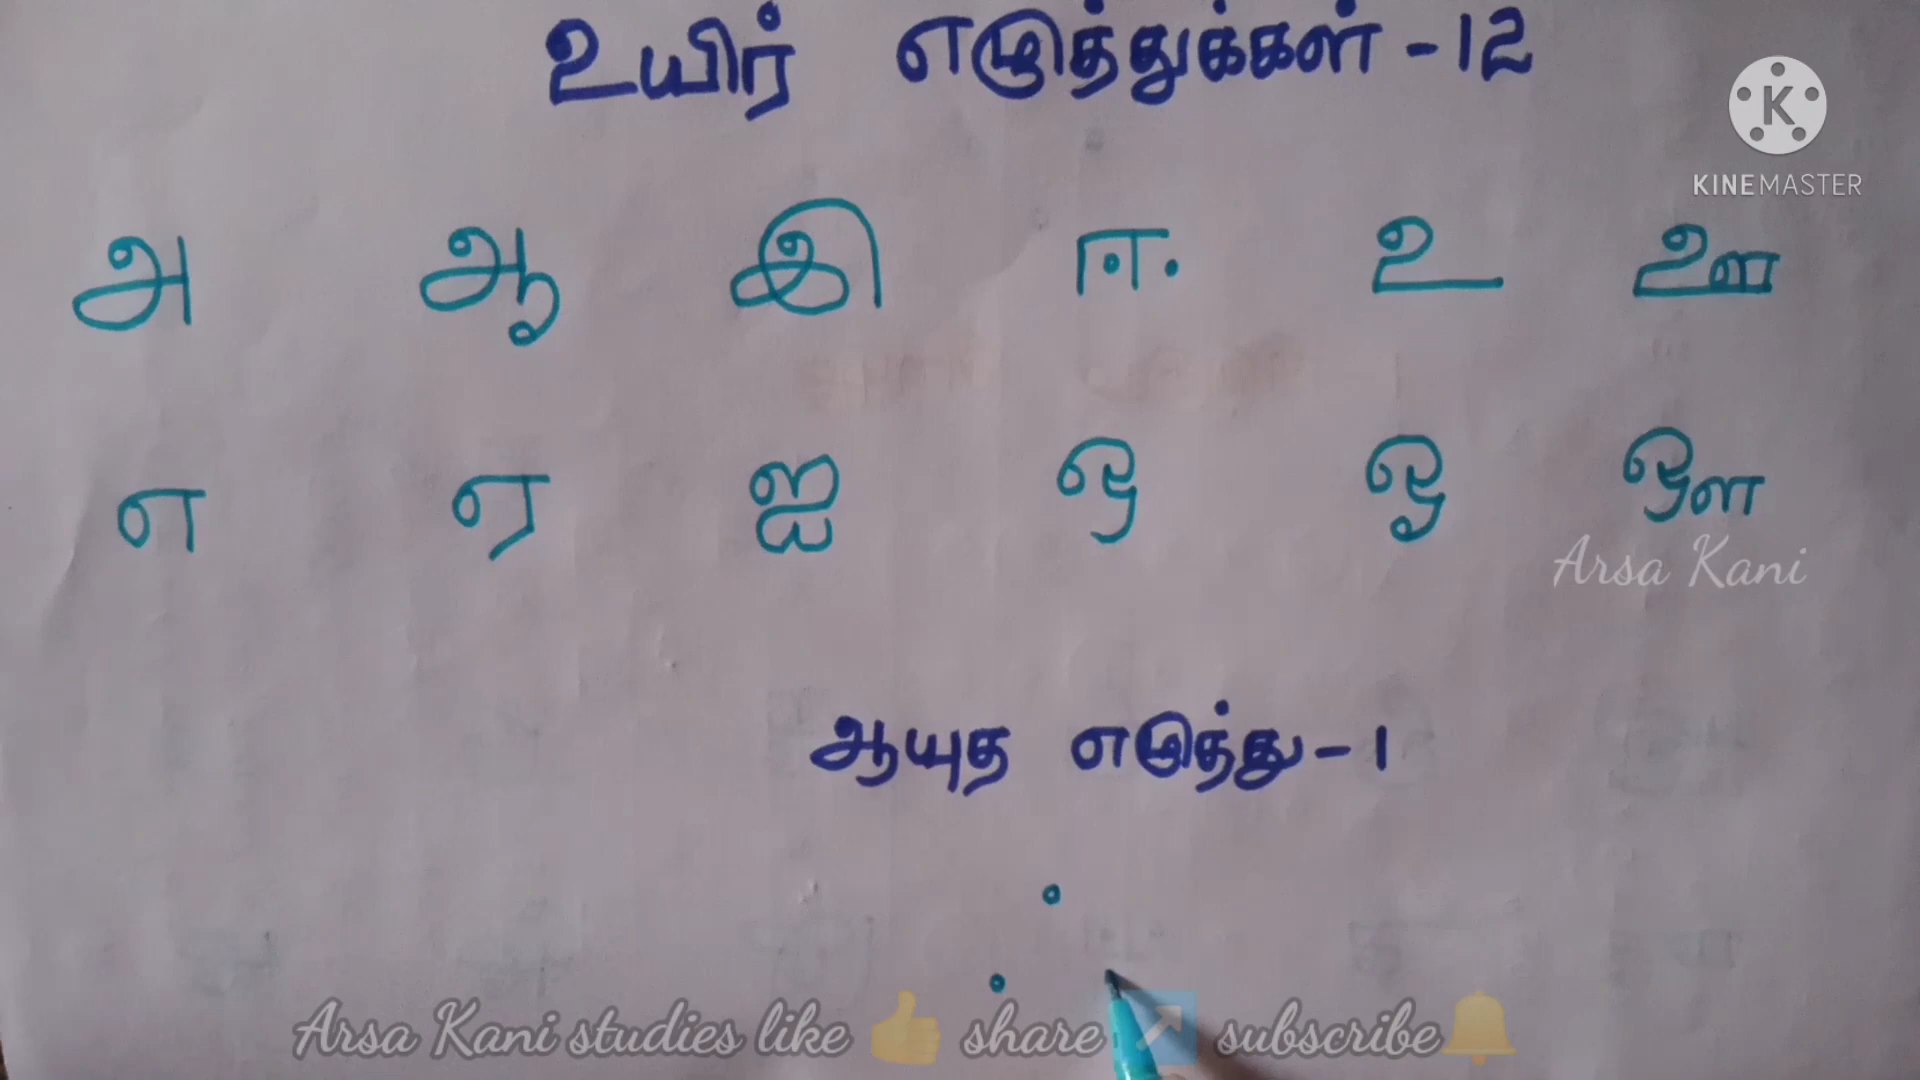 உயிர் எழுத்துக்கள் - 12
K
KINEMASTER
அ ஆ இ ஈ உ ஊ
எ ஏ ஐ ஒ ஓ ஔ
Arsa Kani
ஆயுத எழுத்து - 1
Arsa Kani studies like 👍 share ↗️ subscribe 🔔